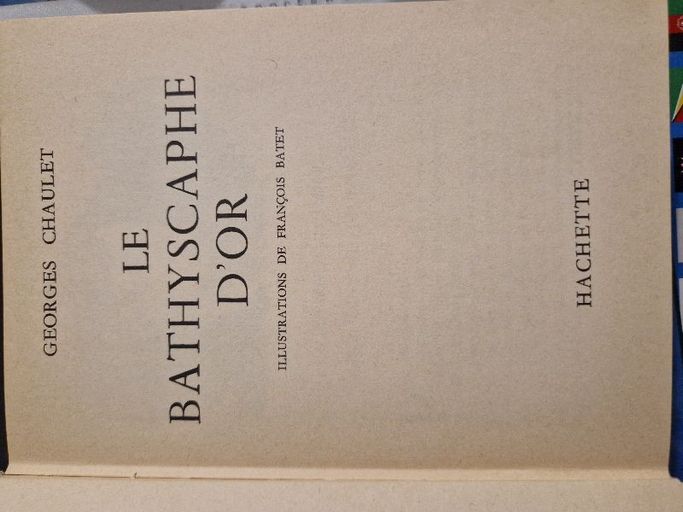 GEORGES CHAULET
LE
BATHYSCAPHE
D'OR
ILLUSTRATIONS DE FRANÇOIS BATET
HACHETTE